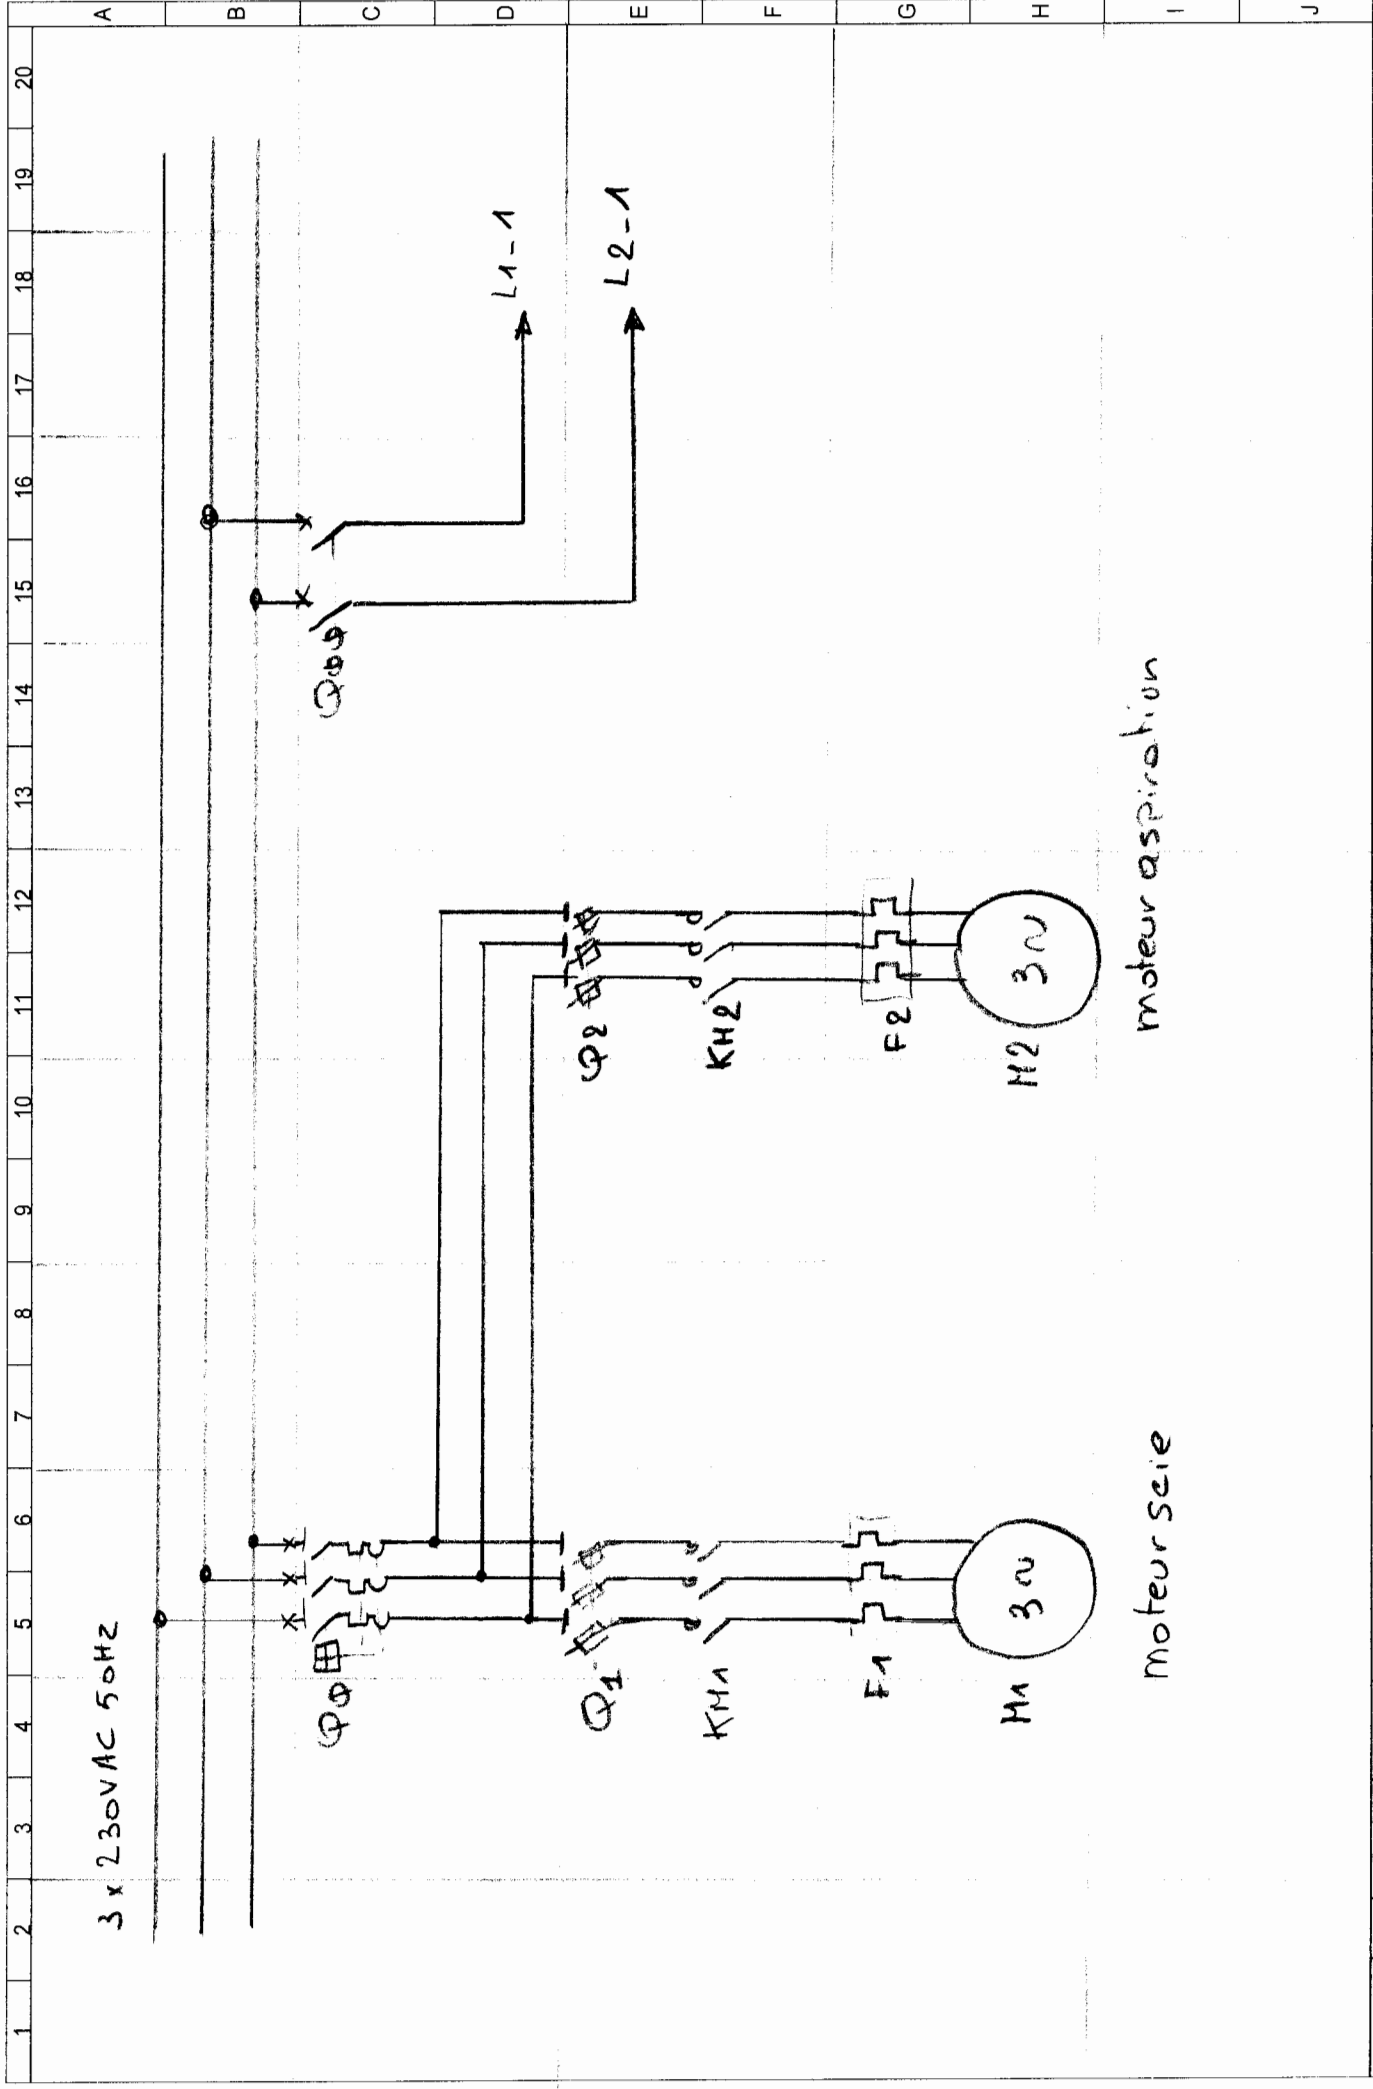 1 2 3 4 5 6 7 8 9 10 11 12 13 14 15 16 17 18 19 20
A
B
C
D
E
F
G
H
I
J
3 x 230VAC 50Hz
QΦ
QΦΦ
L1-1
L2-1
Q1
Q2
KM1
KM2
F1
F2
M1
3~
M2
3~
moteur scie
moteur aspiration